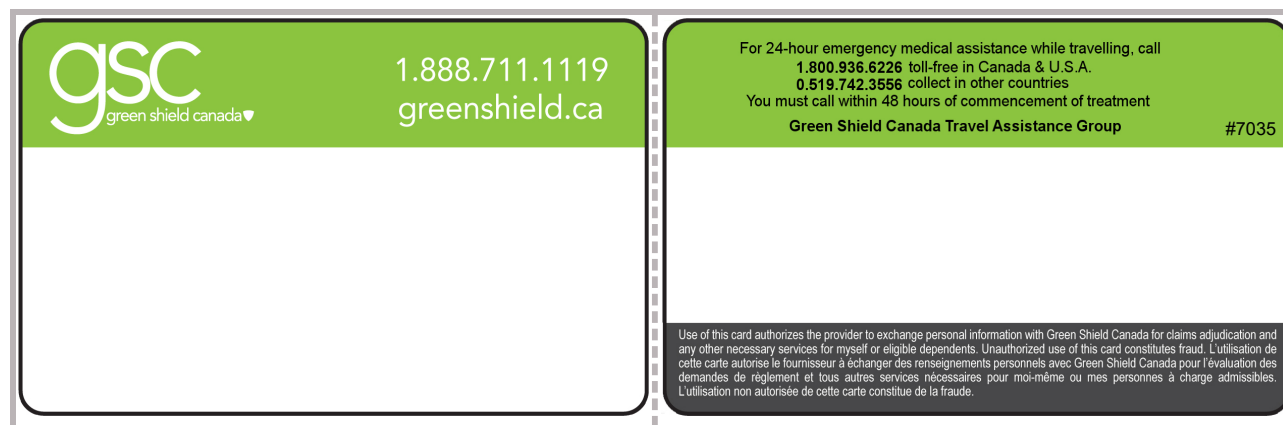 gsc
green shield canada
1.888.711.1119
greenshield.ca
For 24-hour emergency medical assistance while travelling, call
1.800.936.6226 toll-free in Canada & U.S.A.
0.519.742.3556 collect in other countries
You must call within 48 hours of commencement of treatment
Green Shield Canada Travel Assistance Group
#7035
Use of this card authorizes the provider to exchange personal information with Green Shield Canada for claims adjudication and
any other necessary services for myself or eligible dependents. Unauthorized use of this card constitutes fraud. L'utilisation de
cette carte autorise le fournisseur à échanger des renseignements personnels avec Green Shield Canada pour l'évaluation des
demandes de règlement et tous autres services nécessaires pour moi-même ou mes personnes à charge admissibles.
L'utilisation non autorisée de cette carte constitue de la fraude.